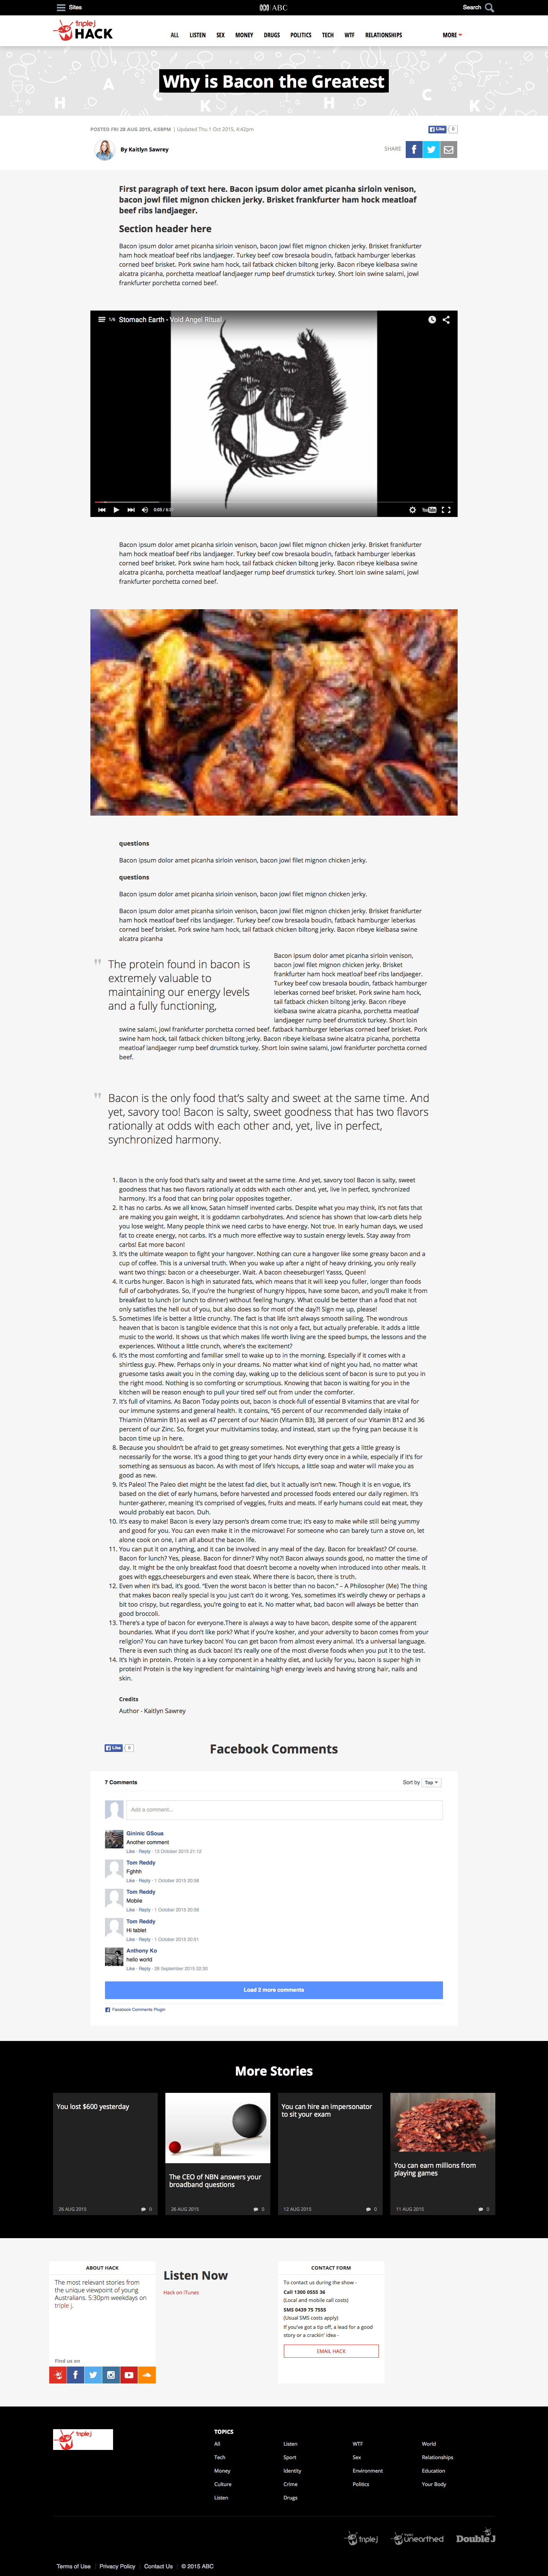 Sites
ABC
Search
triple j
HACK
ALL LISTEN SEX MONEY DRUGS POLITICS TECH WTF RELATIONSHIPS MORE
Why is Bacon the Greatest
POSTED FRI 28 AUG 2015, 4:58PM | Updated Thu 1 Oct 2015, 4:42pm
Like 0
By Kaitlyn Sawrey
SHARE
First paragraph of text here. Bacon ipsum dolor amet picanha sirloin venison,
bacon jowl filet mignon chicken jerky. Brisket frankfurter ham hock meatloaf
beef ribs landjaeger.
Section header here
Bacon ipsum dolor amet picanha sirloin venison, bacon jowl filet mignon chicken jerky. Brisket frankfurter
ham hock meatloaf beef ribs landjaeger. Turkey beef cow bresaola boudin, fatback hamburger leberkas
corned beef brisket. Pork swine ham hock, tail fatback chicken biltong jerky. Bacon ribeye kielbasa swine
alcatra picanha, porchetta meatloaf landjaeger rump beef drumstick turkey. Short loin swine salami, jowl
frankfurter porchetta corned beef.
1/6 Stomach Earth - Void Angel Ritual
0:05 / 6:37
YouTube
Bacon ipsum dolor amet picanha sirloin venison, bacon jowl filet mignon chicken jerky. Brisket frankfurter
ham hock meatloaf beef ribs landjaeger. Turkey beef cow bresaola boudin, fatback hamburger leberkas
corned beef brisket. Pork swine ham hock, tail fatback chicken biltong jerky. Bacon ribeye kielbasa swine
alcatra picanha, porchetta meatloaf landjaeger rump beef drumstick turkey. Short loin swine salami, jowl
frankfurter porchetta corned beef.
questions
Bacon ipsum dolor amet picanha sirloin venison, bacon jowl filet mignon chicken jerky.
questions
Bacon ipsum dolor amet picanha sirloin venison, bacon jowl filet mignon chicken jerky.
Bacon ipsum dolor amet picanha sirloin venison, bacon jowl filet mignon chicken jerky. Brisket frankfurter
ham hock meatloaf beef ribs landjaeger. Turkey beef cow bresaola boudin, fatback hamburger leberkas
corned beef brisket. Pork swine ham hock, tail fatback chicken biltong jerky. Bacon ribeye kielbasa swine
alcatra picanha
" The protein found in bacon is
extremely valuable to
maintaining our energy levels
and a fully functioning,
Bacon ipsum dolor amet picanha sirloin venison,
bacon jowl filet mignon chicken jerky. Brisket
frankfurter ham hock meatloaf beef ribs landjaeger.
Turkey beef cow bresaola boudin, fatback hamburger
leberkas corned beef brisket. Pork swine ham hock,
tail fatback chicken biltong jerky. Bacon ribeye
kielbasa swine alcatra picanha, porchetta meatloaf
landjaeger rump beef drumstick turkey. Short loin
swine salami, jowl frankfurter porchetta corned beef. fatback hamburger leberkas corned beef brisket. Pork
swine ham hock, tail fatback chicken biltong jerky. Bacon ribeye kielbasa swine alcatra picanha, porchetta
meatloaf landjaeger rump beef drumstick turkey. Short loin swine salami, jowl frankfurter porchetta corned
beef.
" Bacon is the only food that's salty and sweet at the same time. And
yet, savory too! Bacon is salty, sweet goodness that has two flavors
rationally at odds with each other and, yet, live in perfect,
synchronized harmony.
1. Bacon is the only food that's salty and sweet at the same time. And yet, savory too! Bacon is salty, sweet
goodness that has two flavors rationally at odds with each other and, yet, live in perfect, synchronized
harmony. It's a food that can bring polar opposites together.
2. It has no carbs. As we all know, Satan himself invented carbs. Despite what you may think, it's not fats that
are making you gain weight, it is goddamn carbohydrates. And science has shown that low-carb diets help
you lose weight. Many people think we need carbs to have energy. Not true. In early human days, we used
fat to create energy, not carbs. It's a much more effective way to sustain energy levels. Stay away from
carbs! Eat more bacon!
3. It's the ultimate weapon to fight your hangover. Nothing can cure a hangover like some greasy bacon and a
cup of coffee. This is a universal truth. When you wake up after a night of heavy drinking, you only really
want two things: bacon or a cheeseburger. Wait. A bacon cheeseburger! Yasss, Queen!
4. It curbs hunger. Bacon is high in saturated fats, which means that it will keep you fuller, longer than foods
full of carbohydrates. So, if you're the hungriest of hungry hippos, have some bacon, and you'll make it from
breakfast to lunch (or lunch to dinner) without feeling hungry. What could be better than a food that not
only satisfies the hell out of you, but also does so for most of the day?! Sign me up, please!
5. Sometimes life is better a little crunchy. The fact is that life isn't always smooth sailing. The wondrous
heaven that is bacon is tangible evidence that this is not only a fact, but actually preferable. It adds a little
music to the world. It shows us that which makes life worth living are the speed bumps, the lessons and the
experiences. Without a little crunch, where's the excitement?
6. It's the most comforting and familiar smell to wake up to in the morning. Especially if it comes with a
shirtless guy. Phew. Perhaps only in your dreams. No matter what kind of night you had, no matter what
gruesome tasks await you in the coming day, waking up to the delicious scent of bacon is sure to put you in
the right mood. Nothing is so comforting or scrumptious. Knowing that bacon is waiting for you in the
kitchen will be reason enough to pull your tired self out from under the comforter.
7. It's full of vitamins. As Bacon Today points out, bacon is chock-full of essential B vitamins that are vital for
our immune systems and general health. It contains, "65 percent of our recommended daily intake of
Thiamin (Vitamin B1) as well as 47 percent of our Niacin (Vitamin B3), 38 percent of our Vitamin B12 and 36
percent of our Zinc. So, forget your multivitamins today, and instead, start up the frying pan because it is
bacon time up in here.
8. Because you shouldn't be afraid to get greasy sometimes. Not everything that gets a little greasy is
necessarily for the worse. It's a good thing to get your hands dirty every once in a while, especially if it's for
something as sensuous as bacon. As with most of life's hiccups, a little soap and water will make you as
good as new.
9. It's Paleo! The Paleo diet might be the latest fad diet, but it actually isn't new. Though it is en vogue, it's
based on the diet of early humans, before harvested and processed foods entered our daily regimen. It's
hunter-gatherer, meaning it's comprised of veggies, fruits and meats. If early humans could eat meat, they
would probably eat bacon. Duh.
10. It's easy to make! Bacon is every lazy person's dream come true; it's easy to make while still being yummy
and good for you. You can even make it in the microwave! For someone who can barely turn a stove on, let
alone cook on one, I am all about the bacon life.
11. You can put it on anything, and it can be involved in any meal of the day. Bacon for breakfast? Of course.
Bacon for lunch? Yes, please. Bacon for dinner? Why not?! Bacon always sounds good, no matter the time of
day. It might be the only breakfast food that doesn't become a novelty when introduced into other meals. It
goes with eggs,cheeseburgers and even steak. Where there is bacon, there is truth.
12. Even when it's bad, it's good. "Even the worst bacon is better than no bacon." – A Philosopher (Me) The thing
that makes bacon really special is you just can't do it wrong. Yes, sometimes it's weirdly chewy or perhaps a
bit too crispy, but regardless, you're going to eat it. No matter what, bad bacon will always be better than
good broccoli.
13. There's a type of bacon for everyone.There is always a way to have bacon, despite some of the apparent
boundaries. What if you don't like pork? What if you're kosher, and your adversity to bacon comes from your
religion? You can have turkey bacon! You can get bacon from almost every animal. It's a universal language.
There is even such thing as duck bacon! It's really one of the most diverse foods when you put it to the test.
14. It's high in protein. Protein is a key component in a healthy diet, and luckily for you, bacon is super high in
protein! Protein is the key ingredient for maintaining high energy levels and having strong hair, nails and
skin.
Credits
Author - Kaitlyn Sawrey
Like 0
Facebook Comments
7 Comments
Sort by Top
Add a comment...
Gininic GSoua
Another comment
Like · Reply · 13 October 2015 21:12
Tom Reddy
Fghhh
Like · Reply · 1 October 2015 20:58
Tom Reddy
Mobile
Like · Reply · 1 October 2015 20:56
Tom Reddy
Hi tablet
Like · Reply · 1 October 2015 20:51
Anthony Ko
hello world
Like · Reply · 28 September 2015 22:30
Load 2 more comments
Facebook Comments Plugin
More Stories
You lost $600 yesterday
26 AUG 2015 0
The CEO of NBN answers your
broadband questions
26 AUG 2015 0
You can hire an impersonator
to sit your exam
12 AUG 2015 0
You can earn millions from
playing games
11 AUG 2015 0
ABOUT HACK
The most relevant stories from
the unique viewpoint of young
Australians. 5:30pm weekdays on
triple j.
Find us on
Listen Now
Hack on iTunes
CONTACT FORM
To contact us during the show -
Call 1300 0555 36
(Local and mobile call costs)
SMS 0439 75 7555
(Usual SMS costs apply)
If you've got a tip off, a lead for a good
story or a crackin' idea -
EMAIL HACK
triple j
TOPICS
All Listen WTF World
Tech Sport Sex Relationships
Money Identity Environment Education
Culture Crime Politics Your Body
Listen Drugs
triple j unearthed Double J
Terms of Use Privacy Policy Contact Us © 2015 ABC